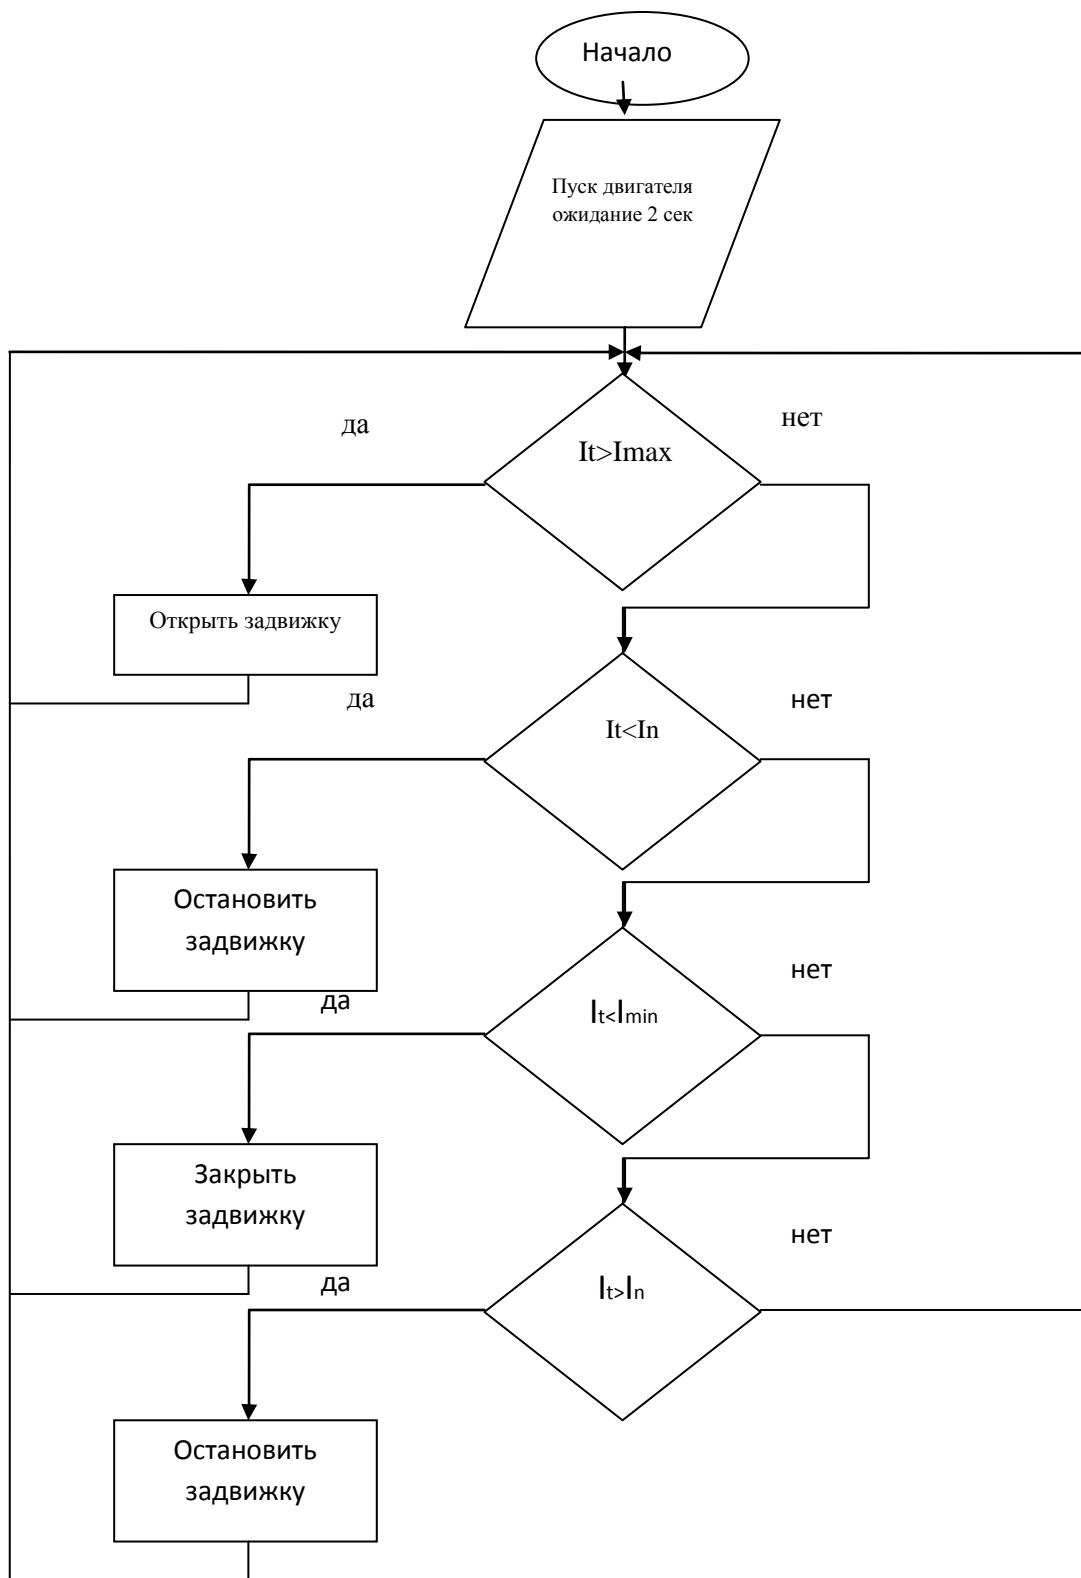 Начало
Пуск двигателя
ожидание 2 сек
да
нет
It>Imax
Открыть задвижку
да
нет
It<In
Остановить
задвижку
да
нет
It<Imin
Закрыть
задвижку
да
нет
It>In
Остановить
задвижку